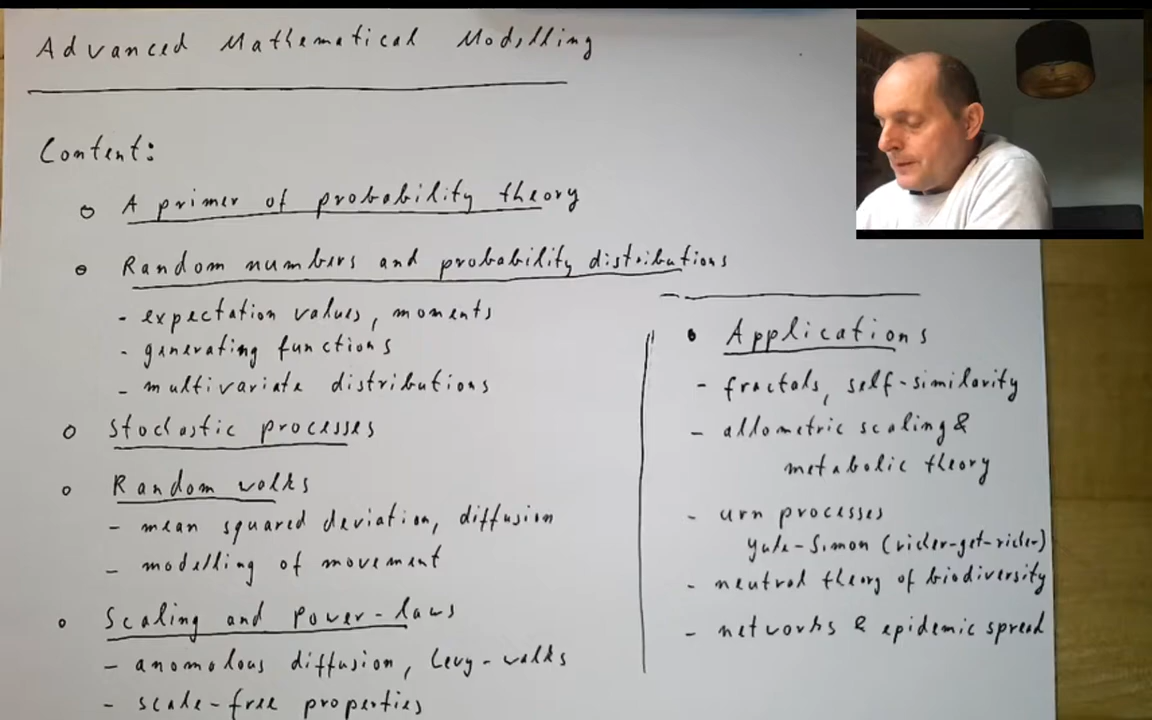 Advanced Mathematical Modelling
Content:
A primer of probability theory
Random numbers and probability distributions
- expectation values, moments
- generating functions
- multivariate distributions
Stochastic processes
Random walks
- mean squared deviation, diffusion
- modelling of movement
Scaling and power-laws
- anomolous diffusion, Levy-walks
- scale-free properties
Applications
- fractals, self-similarity
- allometric scaling &
metabolic theory
- urn processes
Yule-Simon (richer-get-richer)
- neutral theory of biodiversity
- networks & epidemic spread